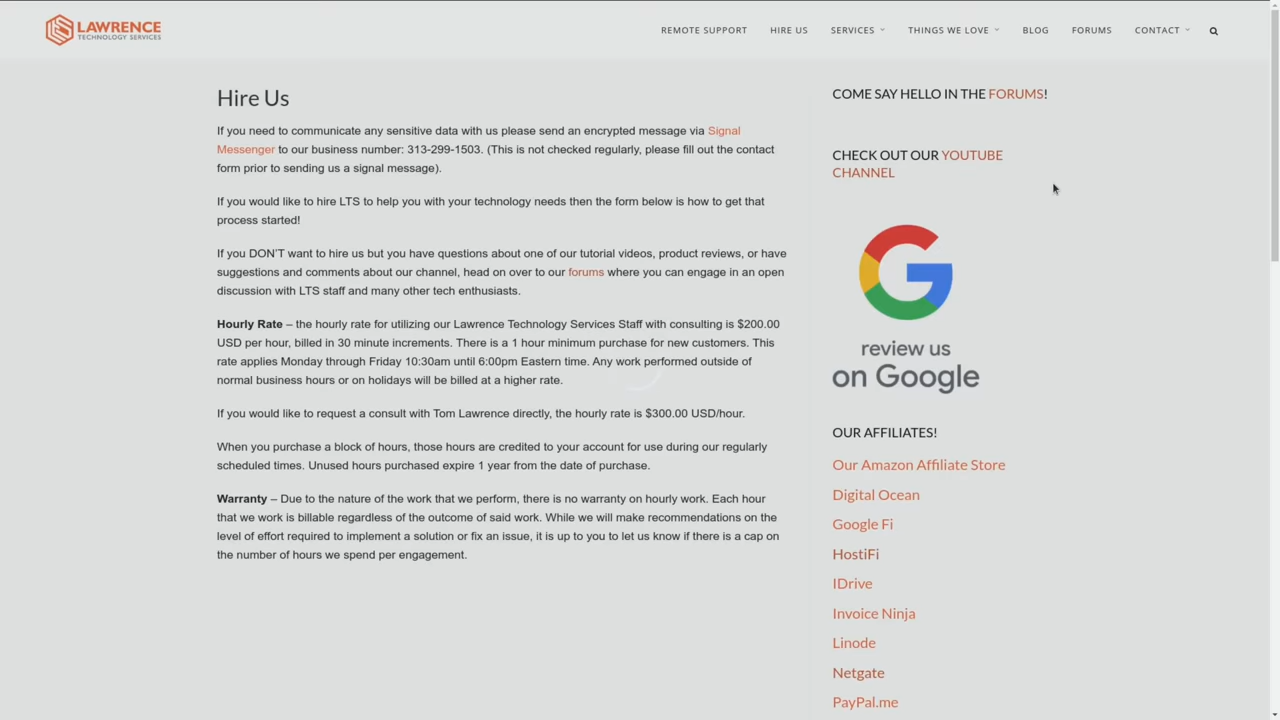 LAWRENCE
TECHNOLOGY SERVICES
REMOTE SUPPORT HIRE US SERVICES THINGS WE LOVE BLOG FORUMS CONTACT
Hire Us
If you need to communicate any sensitive data with us please send an encrypted message via Signal
Messenger to our business number: 313-299-1503. (This is not checked regularly, please fill out the contact
form prior to sending us a signal message).
If you would like to hire LTS to help you with your technology needs then the form below is how to get that
process started!
If you DON'T want to hire us but you have questions about one of our tutorial videos, product reviews, or have
suggestions and comments about our channel, head on over to our forums where you can engage in an open
discussion with LTS staff and many other tech enthusiasts.
Hourly Rate – the hourly rate for utilizing our Lawrence Technology Services Staff with consulting is $200.00
USD per hour, billed in 30 minute increments. There is a 1 hour minimum purchase for new customers. This
rate applies Monday through Friday 10:30am until 6:00pm Eastern time. Any work performed outside of
normal business hours or on holidays will be billed at a higher rate.
If you would like to request a consult with Tom Lawrence directly, the hourly rate is $300.00 USD/hour.
When you purchase a block of hours, those hours are credited to your account for use during our regularly
scheduled times. Unused hours purchased expire 1 year from the date of purchase.
Warranty – Due to the nature of the work that we perform, there is no warranty on hourly work. Each hour
that we work is billable regardless of the outcome of said work. While we will make recommendations on the
level of effort required to implement a solution or fix an issue, it is up to you to let us know if there is a cap on
the number of hours we spend per engagement.
COME SAY HELLO IN THE FORUMS!
CHECK OUT OUR YOUTUBE
CHANNEL
review us
on Google
OUR AFFILIATES!
Our Amazon Affiliate Store
Digital Ocean
Google Fi
HostiFi
IDrive
Invoice Ninja
Linode
Netgate
PayPal.me